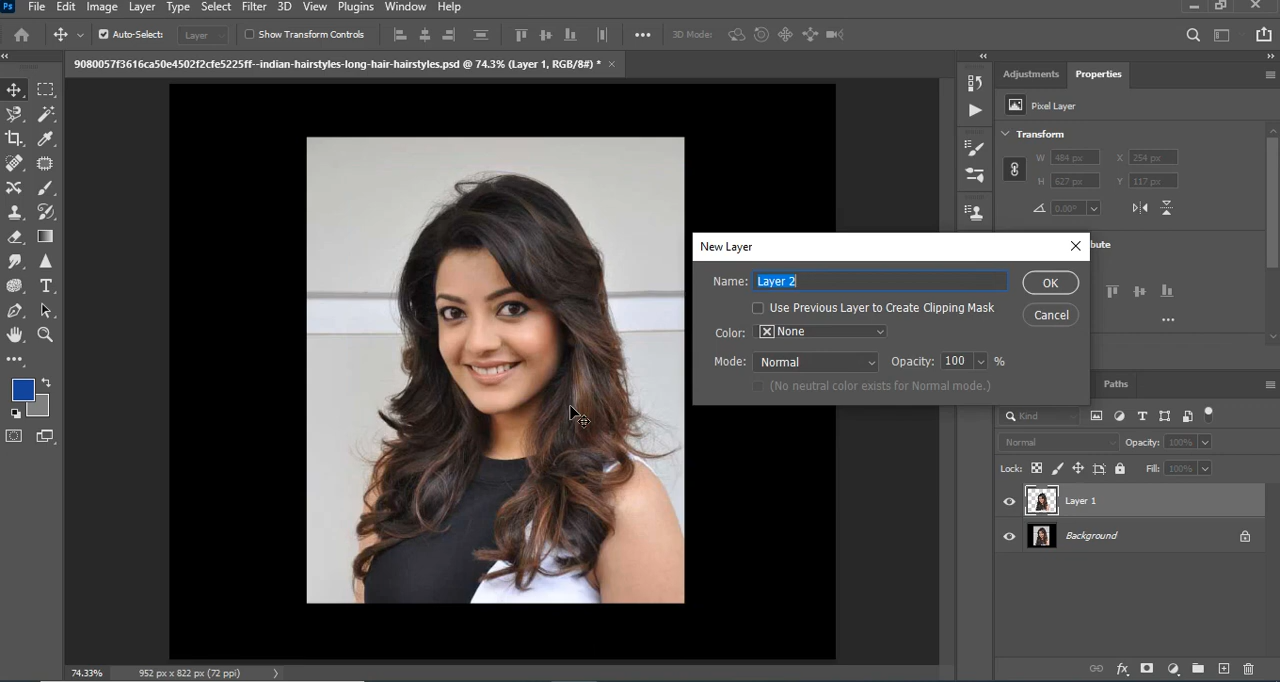 Ps File Edit Image Layer Type Select Filter 3D View Plugins Window Help
Auto-Select: Layer Show Transform Controls 3D Mode:
9080057f3616ca50e4502f2cfe5225ff--indian-hairstyles-long-hair-hairstyles.psd @ 74.3% (Layer 1, RGB/8#) *
Adjustments Properties
Pixel Layer
Transform
W 484 px X 254 px
H 627 px Y 117 px
0.00°
New Layer
bute
Name: Layer 2 OK
Use Previous Layer to Create Clipping Mask
Cancel
Color: None
Mode: Normal Opacity: 100 %
(No neutral color exists for Normal mode.)
Paths
Kind
Normal Opacity: 100%
Lock: Fill: 100%
Layer 1
Background
74.33% 952 px x 822 px (72 ppi)